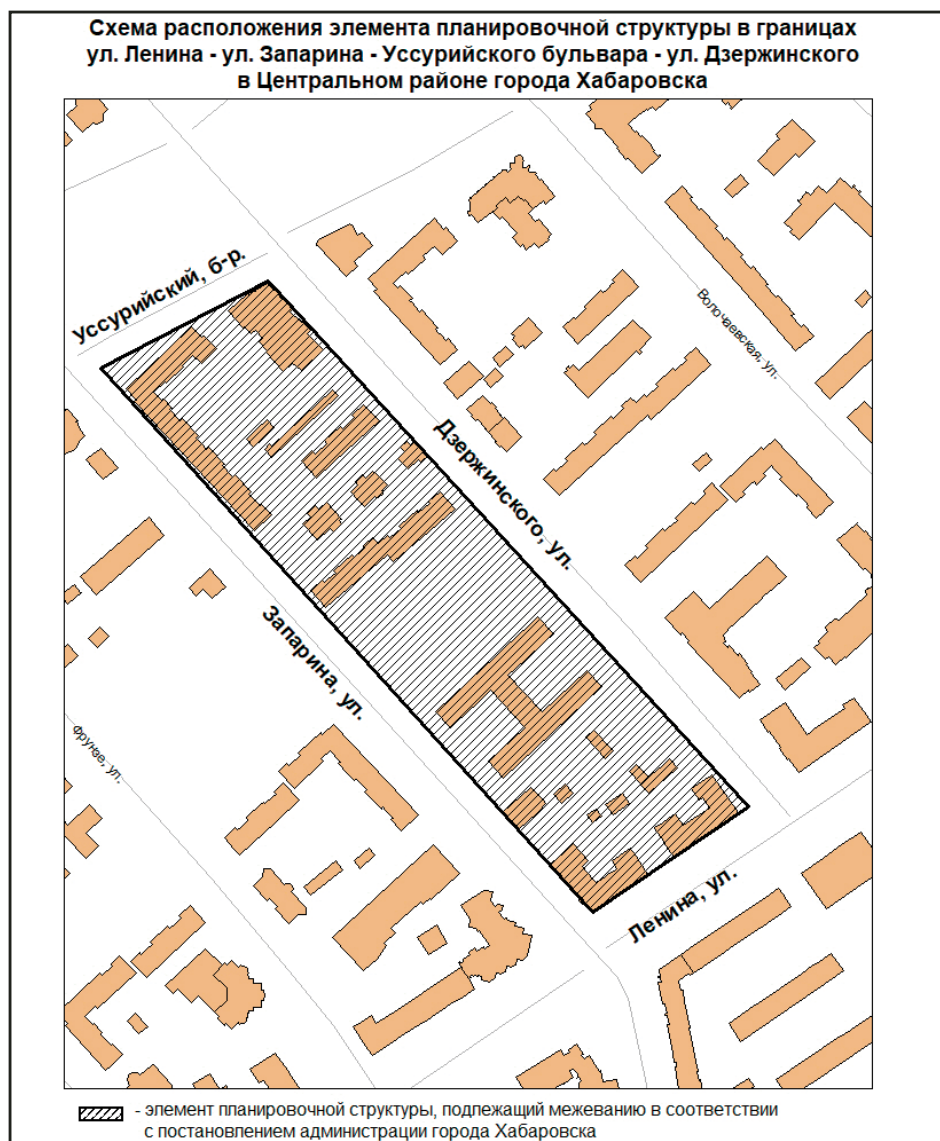 Схема расположения элемента планировочной структуры в границах
ул. Ленина - ул. Запарина - Уссурийского бульвара - ул. Дзержинского
в Центральном районе города Хабаровска
Уссурийский, б-р.
Волочаевская, ул.
Дзержинского, ул.
Запарина, ул.
Фрунзе, ул.
Ленина, ул.
- элемент планировочной структуры, подлежащий межеванию в соответствии
с постановлением администрации города Хабаровска